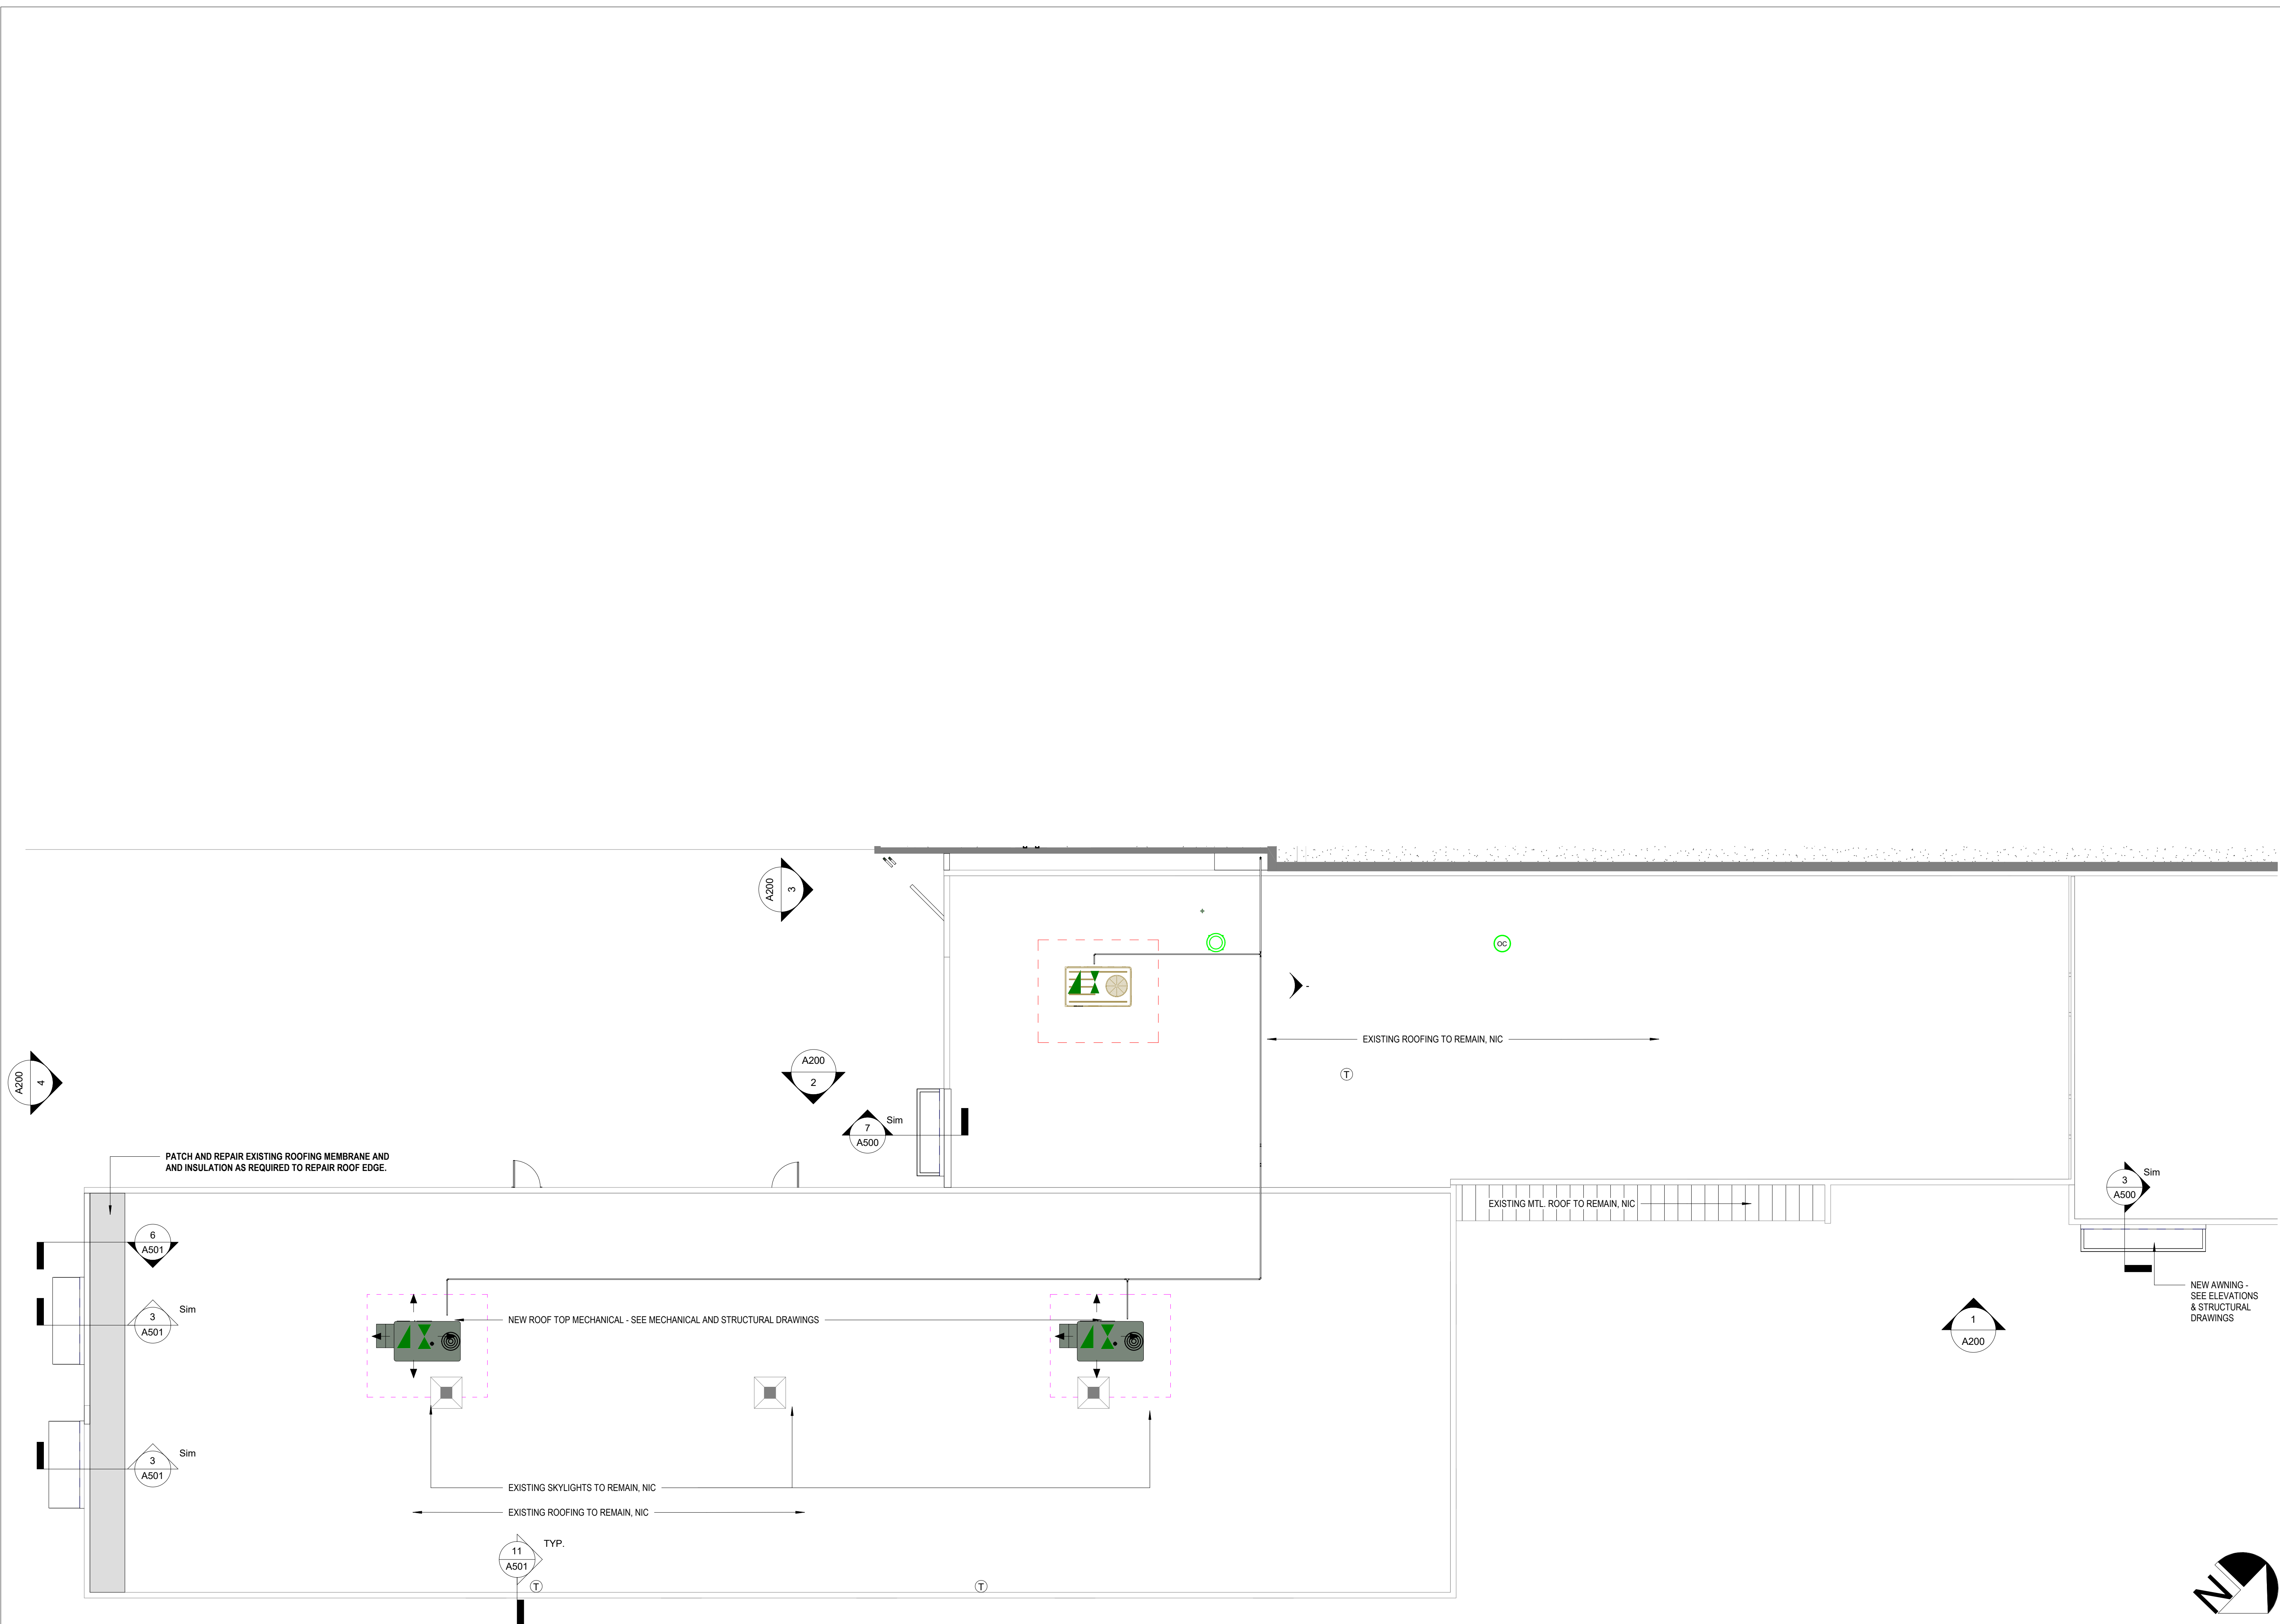 A200
3
OC
-
EXISTING ROOFING TO REMAIN, NIC
A200
4
A200
2
T
7
A500
Sim
PATCH AND REPAIR EXISTING ROOFING MEMBRANE AND
AND INSULATION AS REQUIRED TO REPAIR ROOF EDGE.
3
A500
Sim
EXISTING MTL. ROOF TO REMAIN, NIC
6
A501
NEW AWNING -
SEE ELEVATIONS
& STRUCTURAL
DRAWINGS
3
A501
Sim
NEW ROOF TOP MECHANICAL - SEE MECHANICAL AND STRUCTURAL DRAWINGS
1
A200
3
A501
Sim
EXISTING SKYLIGHTS TO REMAIN, NIC
EXISTING ROOFING TO REMAIN, NIC
11
A501
TYP.
T
T
N